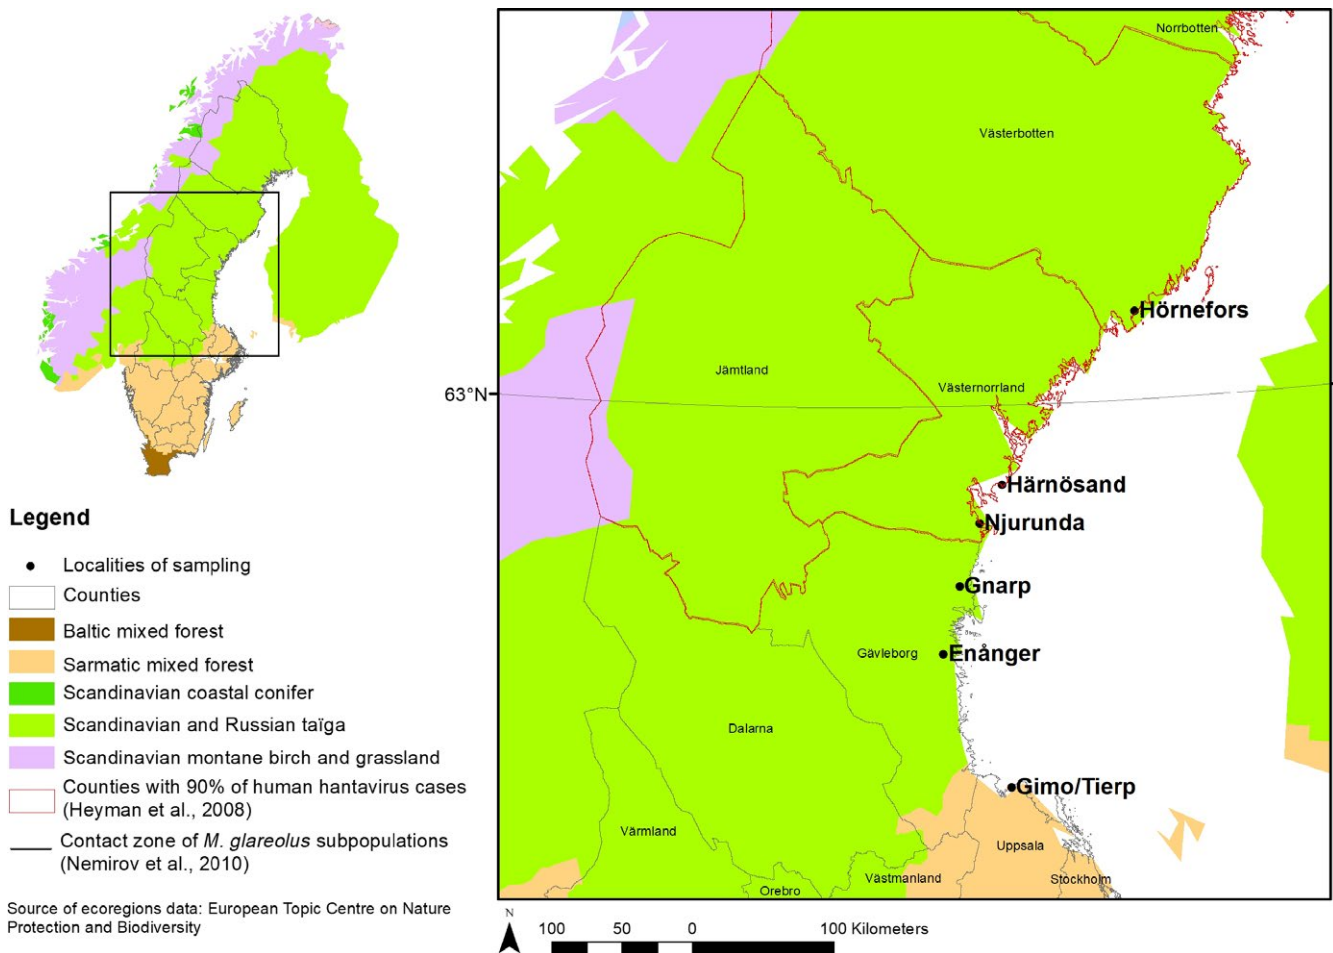 Norrbotten
Västerbotten
Hörnefors
Jämtland
Västernorrland
63°N
Härnösand
Njurunda
Gnarp
Gävleborg
Enånger
Dalarna
Gimo/Tierp
Värmland
Uppsala
Västmanland
Stockholm
Orebro
Legend
Localities of sampling
Counties
Baltic mixed forest
Sarmatic mixed forest
Scandinavian coastal conifer
Scandinavian and Russian taïga
Scandinavian montane birch and grassland
Counties with 90% of human hantavirus cases
(Heyman et al., 2008)
Contact zone of M. glareolus subpopulations
(Nemirov et al., 2010)
Source of ecoregions data: European Topic Centre on Nature
Protection and Biodiversity
N
100 50 0 100 Kilometers